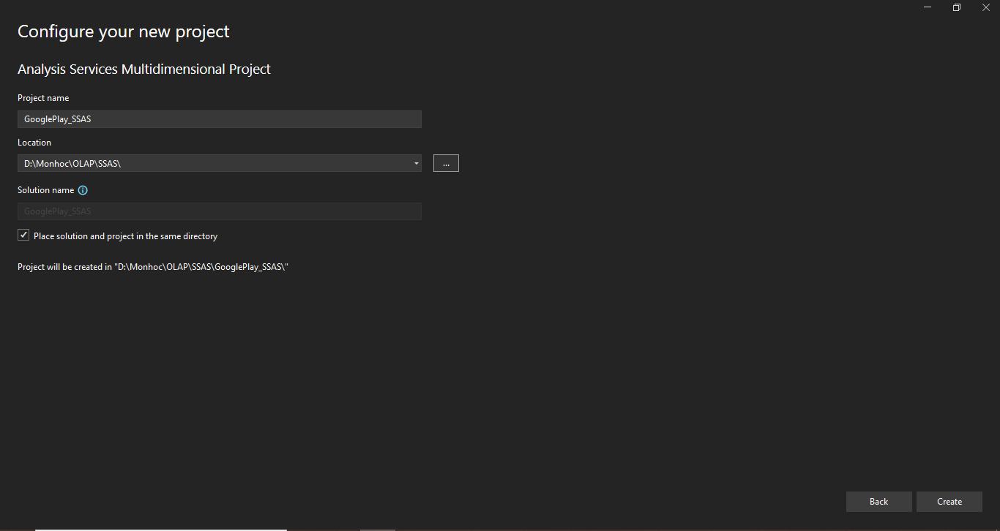 Configure your new project
Analysis Services Multidimensional Project
Project name
GooglePlay_SSAS
Location
D:\Monhoc\OLAP\SSAS\
...
Solution name
GooglePlay_SSAS
Place solution and project in the same directory
Project will be created in "D:\Monhoc\OLAP\SSAS\GooglePlay_SSAS\"
Back
Create